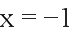 x = −1